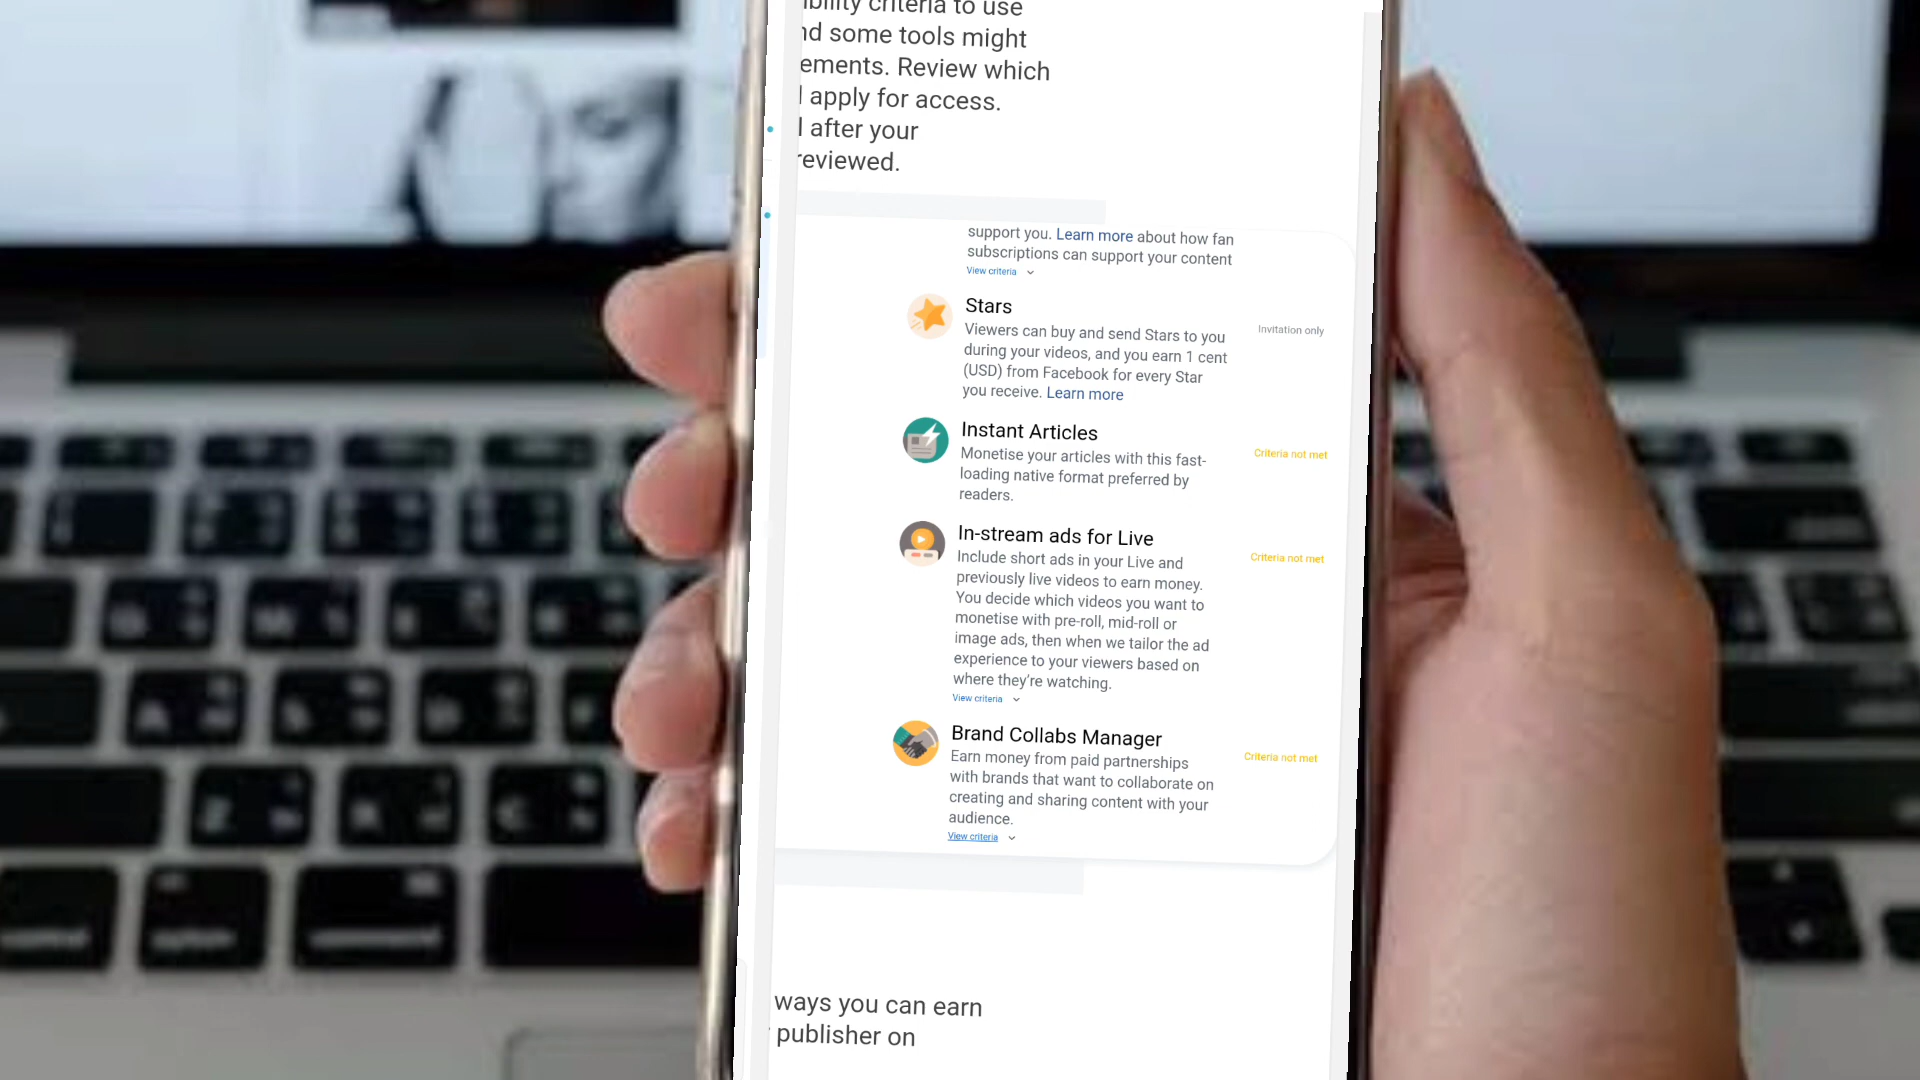 ibility criteria to use
nd some tools might
ements. Review which
apply for access.
after your
reviewed.
support you. Learn more about how fan
subscriptions can support your content
View criteria
Stars
Invitation only
Viewers can buy and send Stars to you
during your videos, and you earn 1 cent
(USD) from Facebook for every Star
you receive. Learn more
Instant Articles
Criteria not met
Monetise your articles with this fast-
loading native format preferred by
readers.
In-stream ads for Live
Criteria not met
Include short ads in your Live and
previously live videos to earn money.
You decide which videos you want to
monetise with pre-roll, mid-roll or
image ads, then when we tailor the ad
experience to your viewers based on
where they're watching.
View criteria
Brand Collabs Manager
Criteria not met
Earn money from paid partnerships
with brands that want to collaborate on
creating and sharing content with your
audience.
View criteria
ways you can earn
publisher on
control
option
command